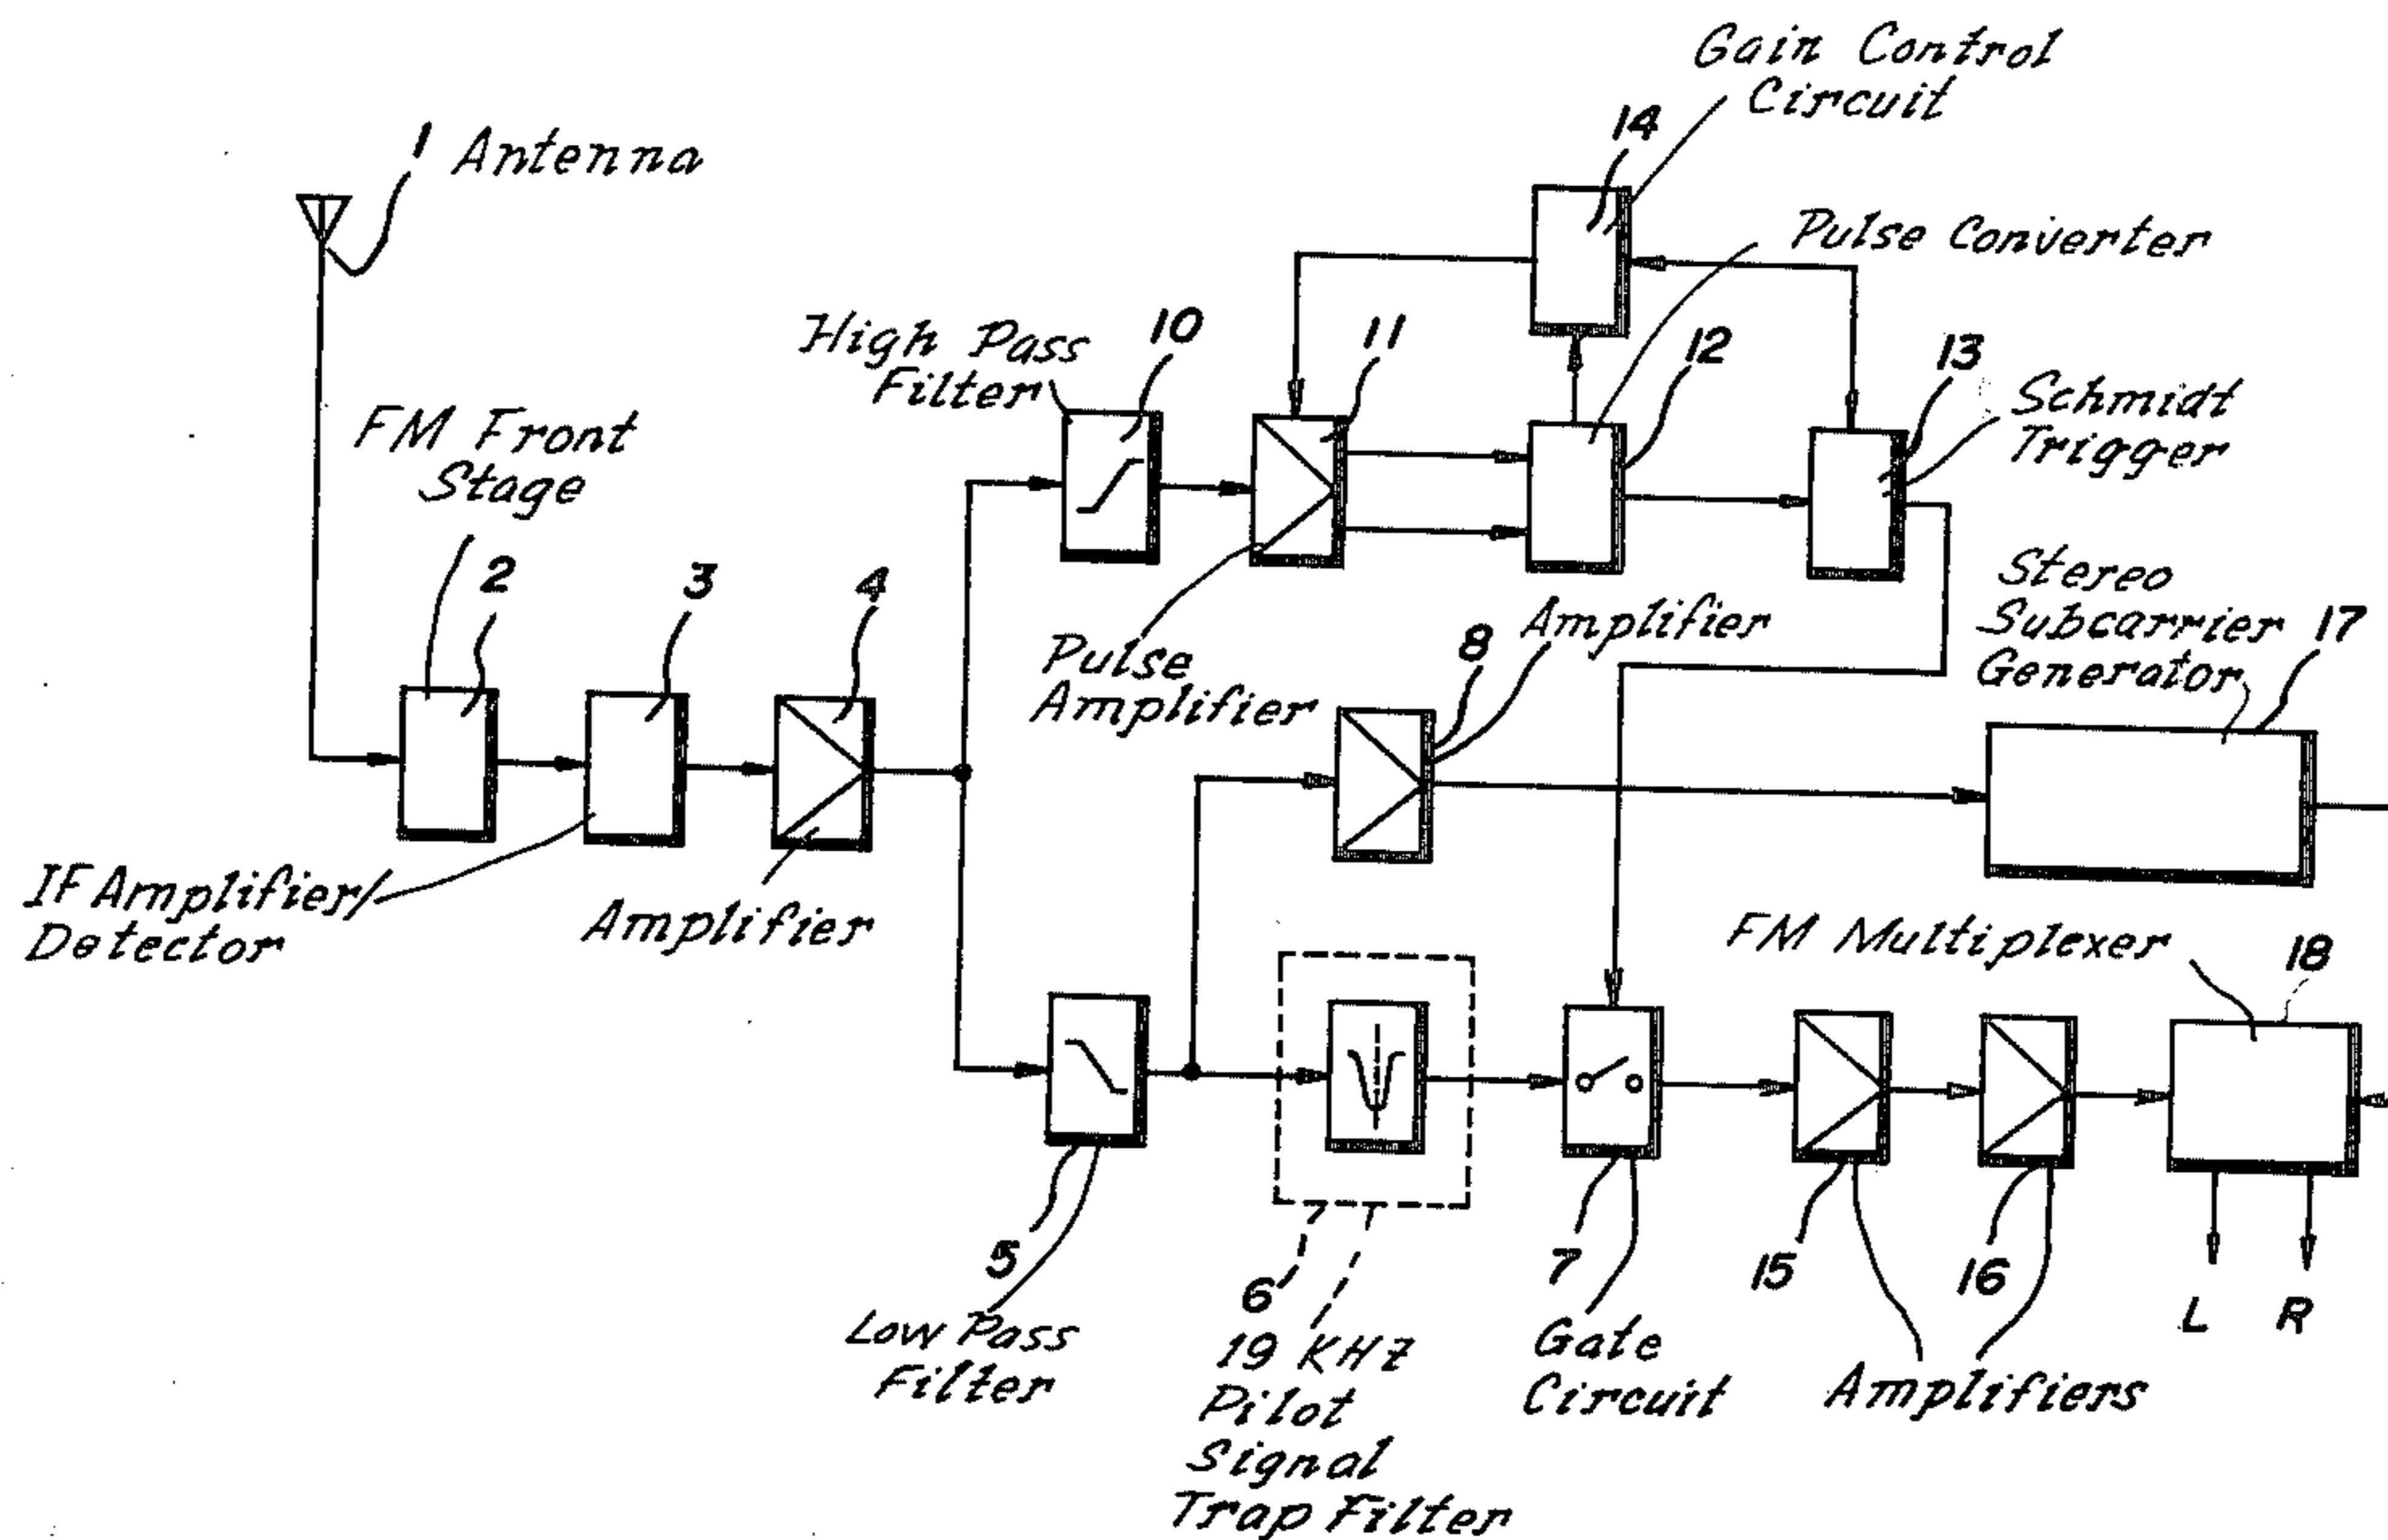 Gain Control
Circuit
14
1 Antenna
Pulse Converter
High Pass
Filter
10
11
12
13
Schmidt
Trigger
FM Front
Stage
2
3
4
Pulse
Amplifier
8
Amplifier
Stereo
Subcarrier
Generator
17
IF Amplifier/
Detector
Amplifier
FM Multiplexer
18
5
Low Pass
Filter
6
19 KHz
Pilot
Signal
Trap Filter
7
Gate
Circuit
15
16
Amplifiers
L
R